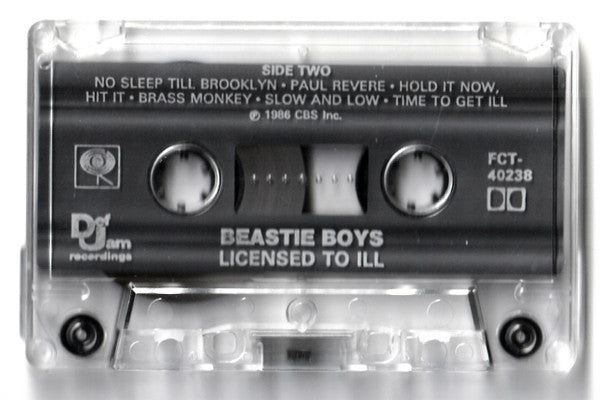 SIDE TWO
NO SLEEP TILL BROOKLYN • PAUL REVERE • HOLD IT NOW,
HIT IT • BRASS MONKEY • SLOW AND LOW • TIME TO GET ILL
℗ 1986 CBS Inc.
FCT-
40238
Def
Jam
recordings
BEASTIE BOYS
LICENSED TO ILL